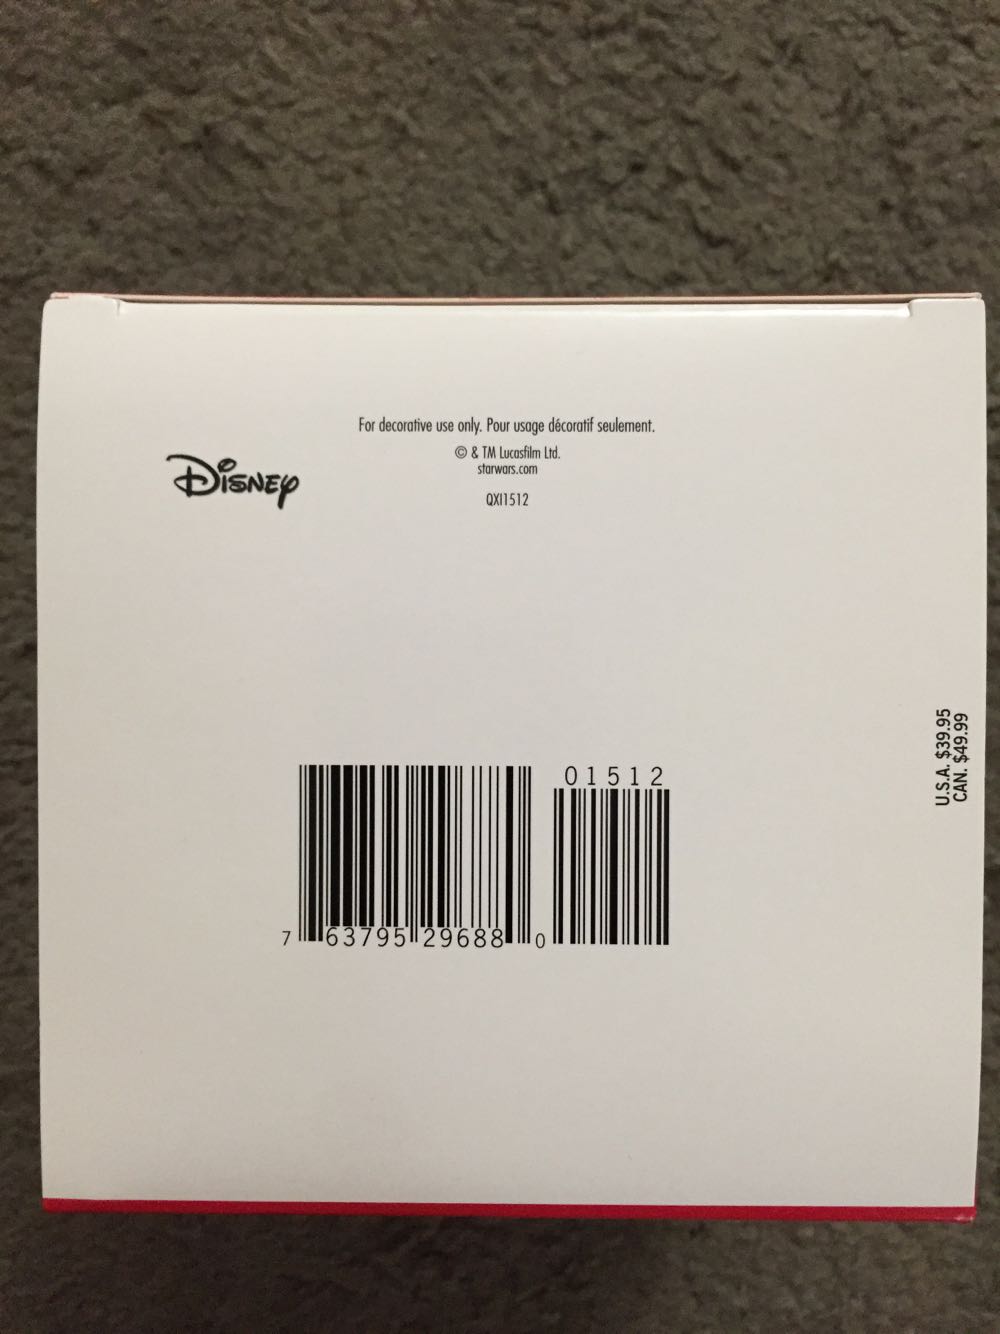 For decorative use only. Pour usage décoratif seulement.
© & TM Lucasfilm Ltd.
starwars.com
Disney
QXI1512
U.S.A. $39.95
CAN. $49.99
01512
7 63795 29688 0